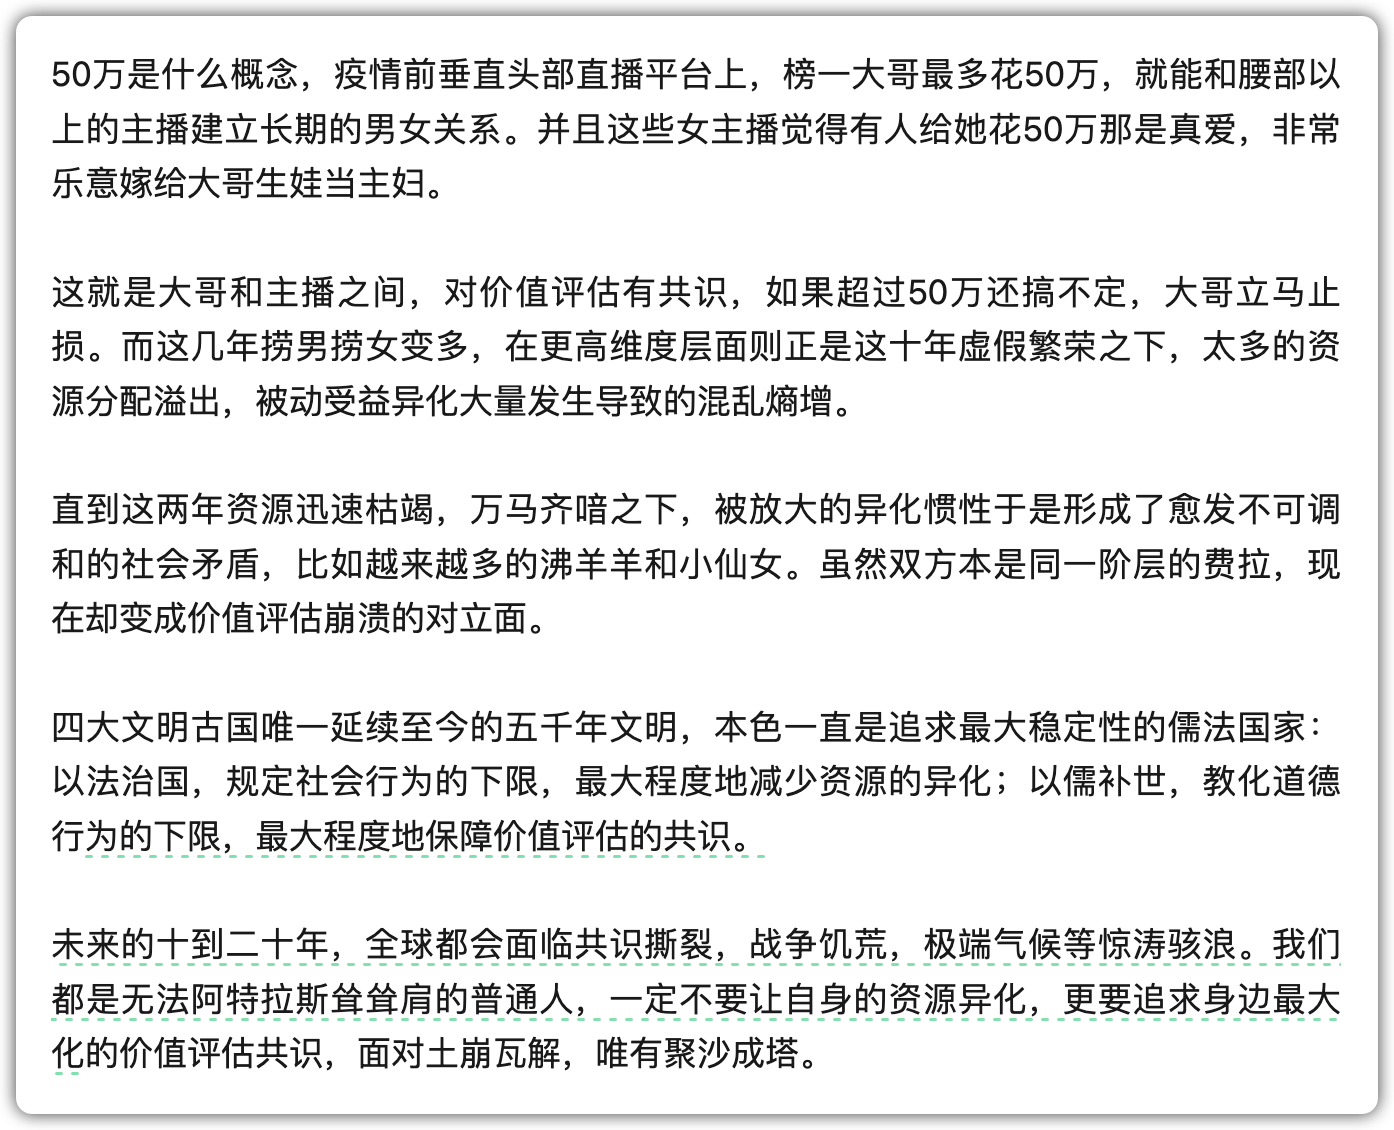 50万是什么概念，疫情前垂直头部直播平台上，榜一大哥最多花50万，就能和腰部以
上的主播建立长期的男女关系。并且这些女主播觉得有人给她花50万那是真爱，非常
乐意嫁给大哥生娃当主妇。
这就是大哥和主播之间，对价值评估有共识，如果超过50万还搞不定，大哥立马止
损。而这几年捞男捞女变多，在更高维度层面则正是这十年虚假繁荣之下，太多的资
源分配溢出，被动受益异化大量发生导致的混乱熵增。
直到这两年资源迅速枯竭，万马齐喑之下，被放大的异化惯性于是形成了愈发不可调
和的社会矛盾，比如越来越多的沸羊羊和小仙女。虽然双方本是同一阶层的费拉，现
在却变成价值评估崩溃的对立面。
四大文明古国唯一延续至今的五千年文明，本色一直是追求最大稳定性的儒法国家：
以法治国，规定社会行为的下限，最大程度地减少资源的异化；以儒补世，教化道德
行为的下限，最大程度地保障价值评估的共识。
未来的十到二十年，全球都会面临共识撕裂，战争饥荒，极端气候等惊涛骇浪。我们
都是无法阿特拉斯耸耸肩的普通人，一定不要让自身的资源异化，更要追求身边最大
化的价值评估共识，面对土崩瓦解，唯有聚沙成塔。